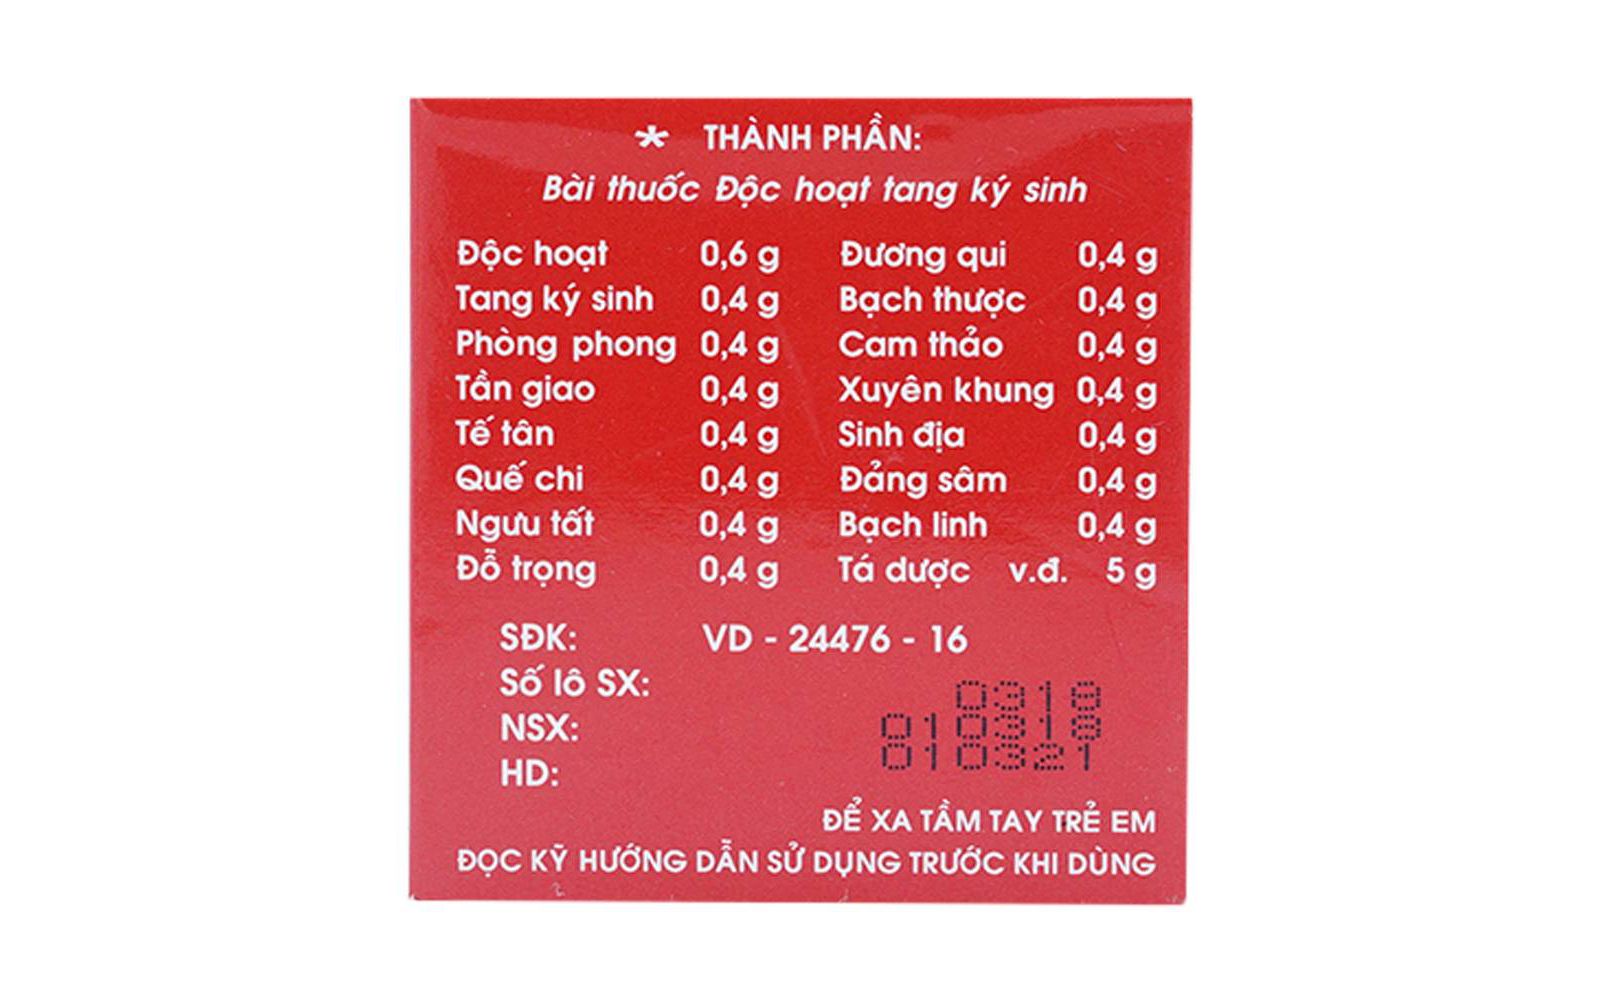 * THÀNH PHẦN:
Bài thuốc Độc hoạt tang ký sinh
Độc hoạt 0,6 g Đương qui 0,4 g
Tang ký sinh 0,4 g Bạch thược 0,4 g
Phòng phong 0,4 g Cam thảo 0,4 g
Tần giao 0,4 g Xuyên khung 0,4 g
Tế tân 0,4 g Sinh địa 0,4 g
Quế chi 0,4 g Đảng sâm 0,4 g
Ngưu tất 0,4 g Bạch linh 0,4 g
Đỗ trọng 0,4 g Tá dược v.đ. 5 g
SĐK: VD - 24476 - 16
Số lô SX: 0318
NSX: 010318
HD: 010321
ĐỂ XA TẦM TAY TRẺ EM
ĐỌC KỸ HƯỚNG DẪN SỬ DỤNG TRƯỚC KHI DÙNG